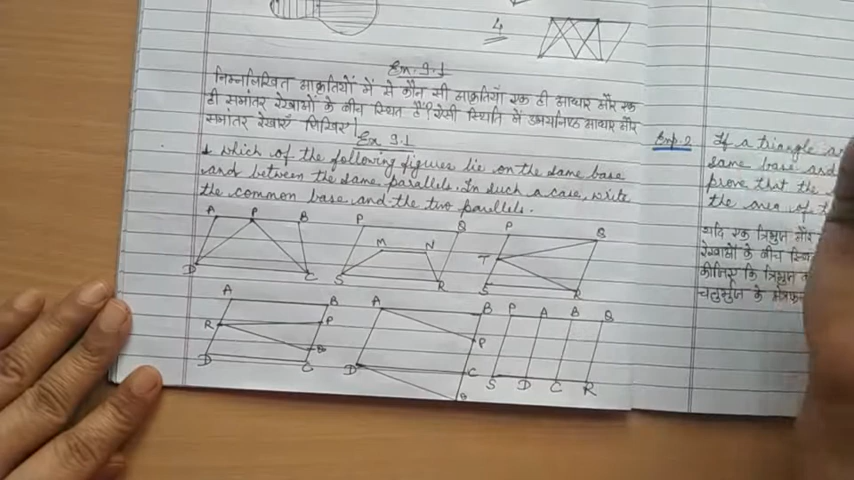 4
Ex. 9.1
निम्नलिखित आकृतियों में से कौन सी आकृतियाँ एक ही आधार और एक
ही समांतर रेखाओं के बीच स्थित हैं? ऐसी स्थिति में उभयनिष्ठ आधार और
समांतर रेखाएँ लिखिए।
Ex 9.1
1 which of the following figures lie on the same base
and between the same parallels. In such a case, write
the common base and the two parallels.
A P B
D C
P Q
M N
S R
P Q
T
S R
A B
R P
Q
D C
A B
P
D C
Q
P A B Q
S D C R
Exp. 2 If a triangle
same base and
prove that the
the area of
यदि एक त्रिभुज और
रेखाओं के बीच
कीजिए कि त्रिभुज
चतुर्भुज के